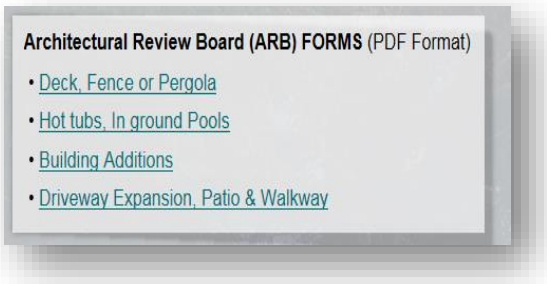 Architectural Review Board (ARB) FORMS (PDF Format)
• Deck, Fence or Pergola
• Hot tubs, In ground Pools
• Building Additions
• Driveway Expansion, Patio & Walkway